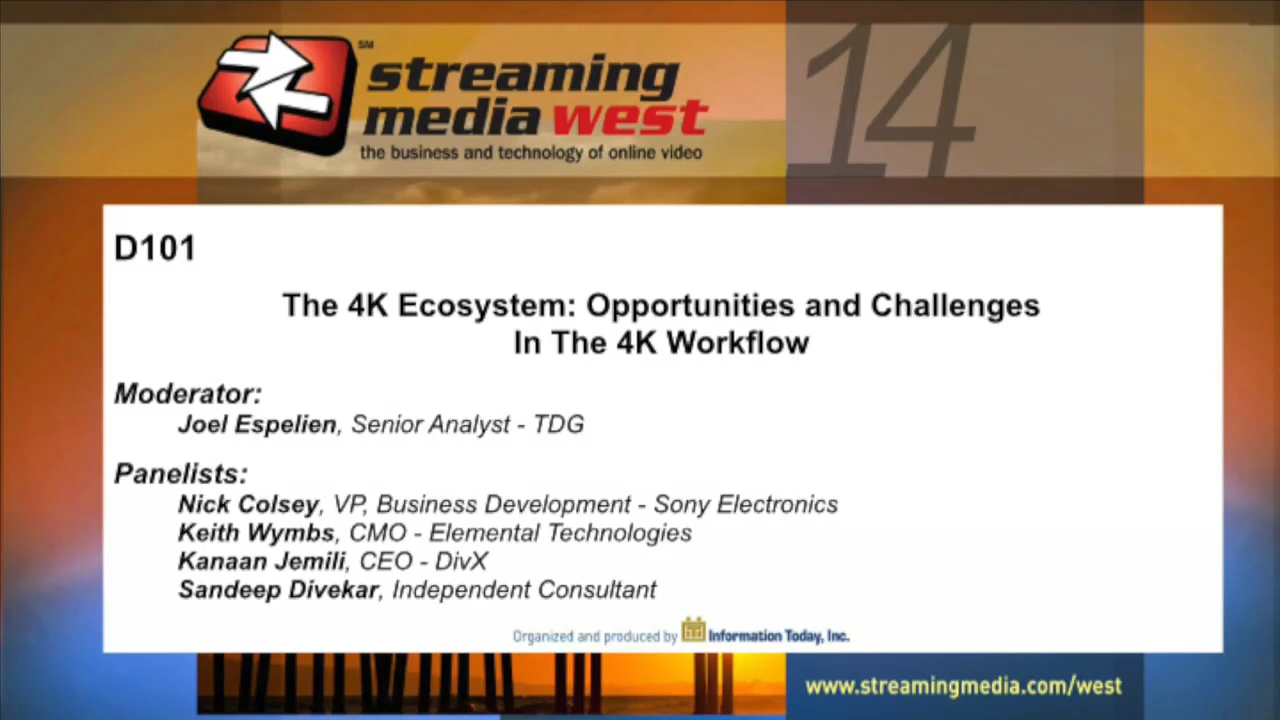 streaming SM
media west
the business and technology of online video
14
D101
The 4K Ecosystem: Opportunities and Challenges
In The 4K Workflow
Moderator:
Joel Espelien, Senior Analyst - TDG
Panelists:
Nick Colsey, VP, Business Development - Sony Electronics
Keith Wymbs, CMO - Elemental Technologies
Kanaan Jemili, CEO - DivX
Sandeep Divekar, Independent Consultant
Organized and produced by Information Today, Inc.
www.streamingmedia.com/west